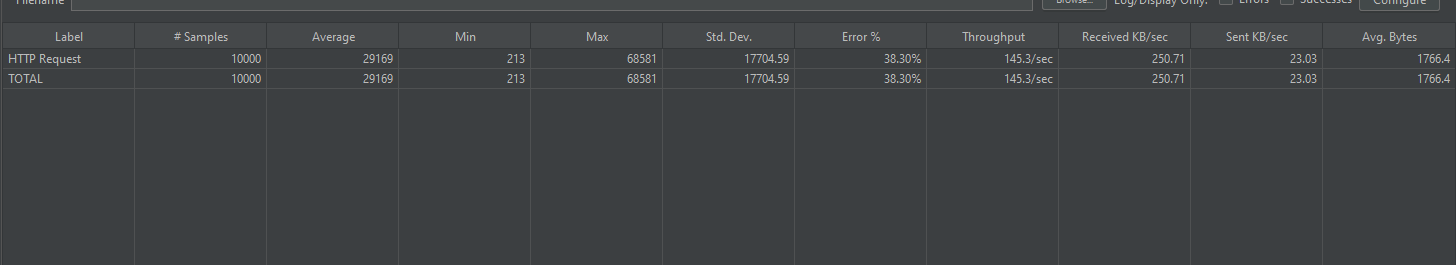 Filename Browse... Log/Display Only: Errors Successes Configure
Label # Samples Average Min Max Std. Dev. Error % Throughput Received KB/sec Sent KB/sec Avg. Bytes
HTTP Request 10000 29169 213 68581 17704.59 38.30% 145.3/sec 250.71 23.03 1766.4
TOTAL 10000 29169 213 68581 17704.59 38.30% 145.3/sec 250.71 23.03 1766.4